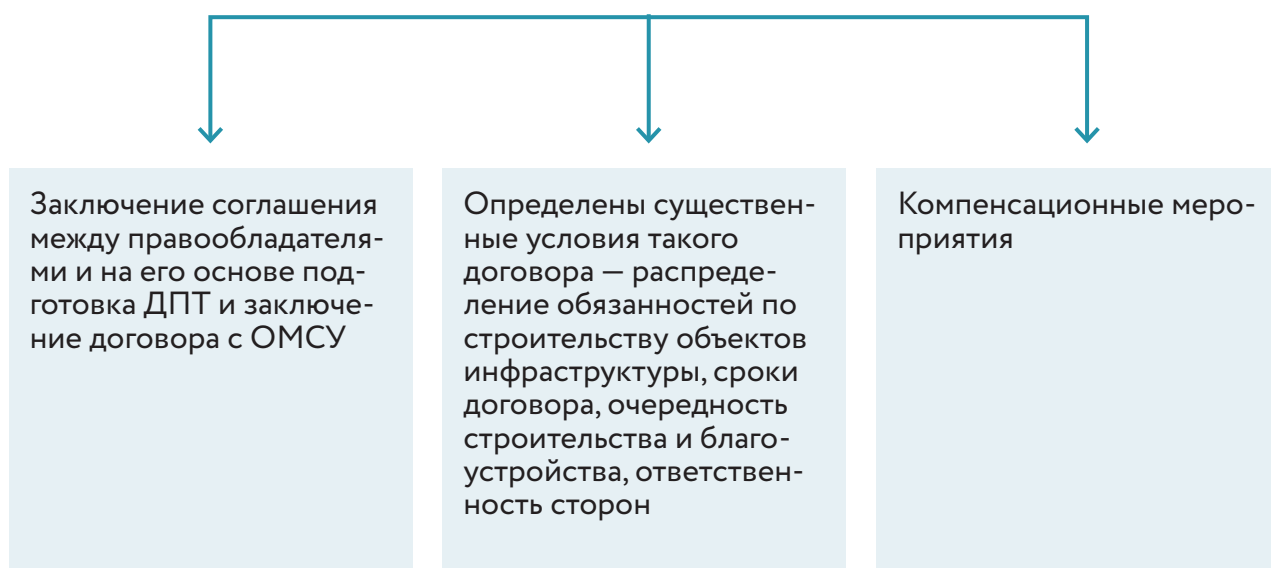 Заключение соглашения
между правообладателя-
ми и на его основе под-
готовка ДПТ и заключе-
ние договора с ОМСУ
Определены существен-
ные условия такого
договора — распреде-
ление обязанностей по
строительству объектов
инфраструктуры, сроки
договора, очередность
строительства и благо-
устройства, ответствен-
ность сторон
Компенсационные меро-
приятия